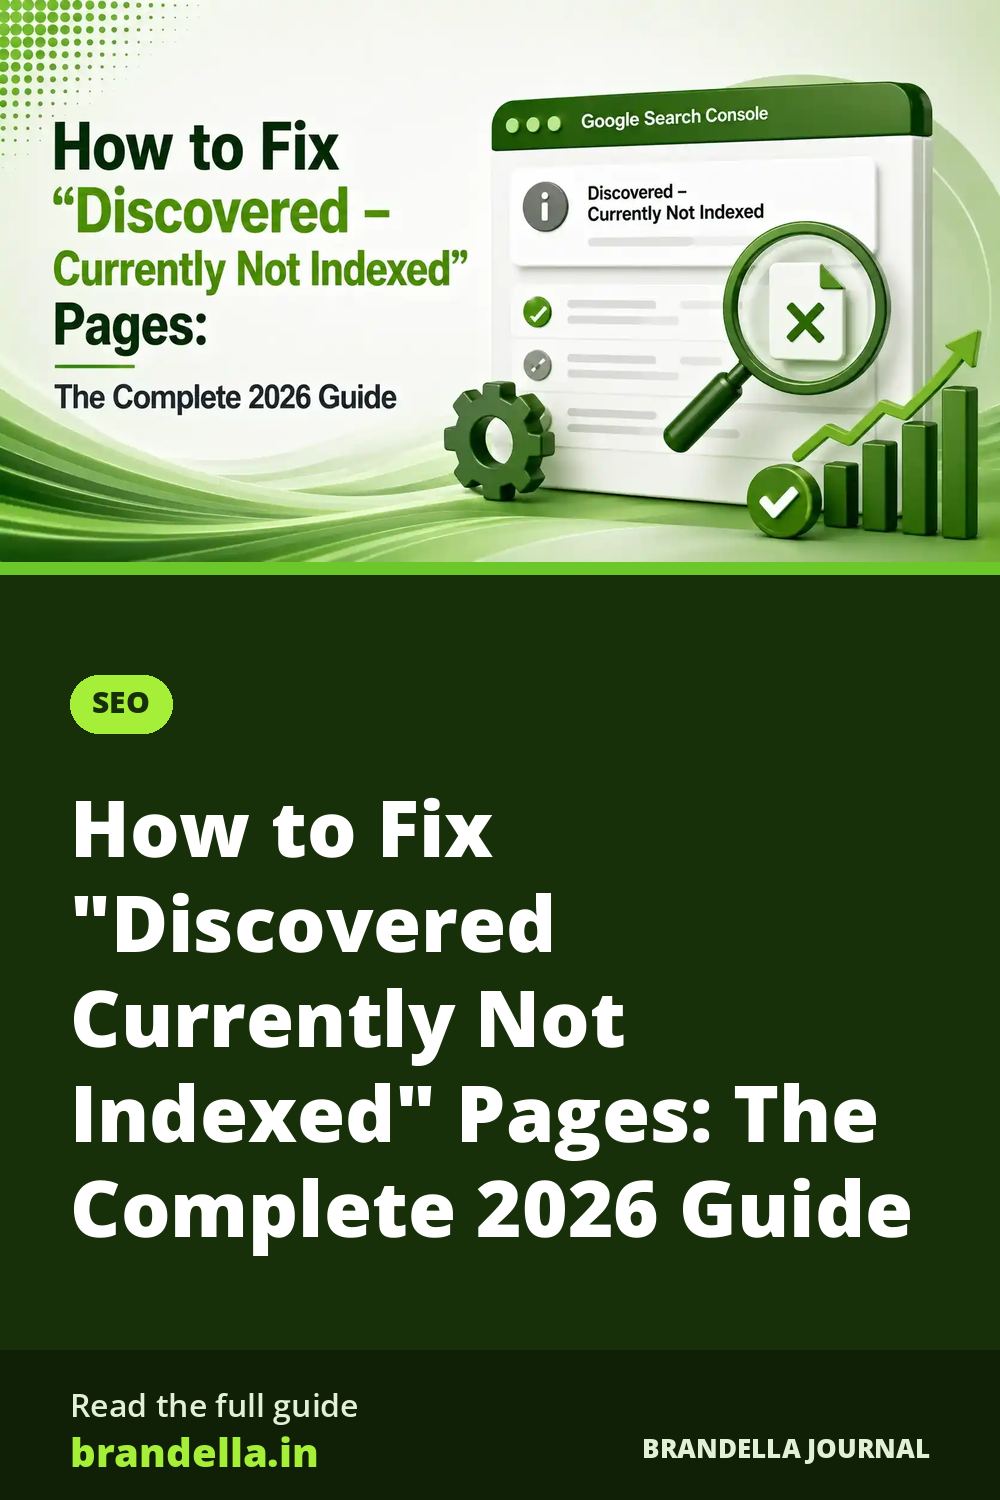 How to Fix
“Discovered –
Currently Not Indexed”
Pages:
The Complete 2026 Guide
Google Search Console
Discovered –
Currently Not Indexed
SEO
How to Fix
"Discovered
Currently Not
Indexed" Pages: The
Complete 2026 Guide
Read the full guide
brandella.in
BRANDELLA JOURNAL